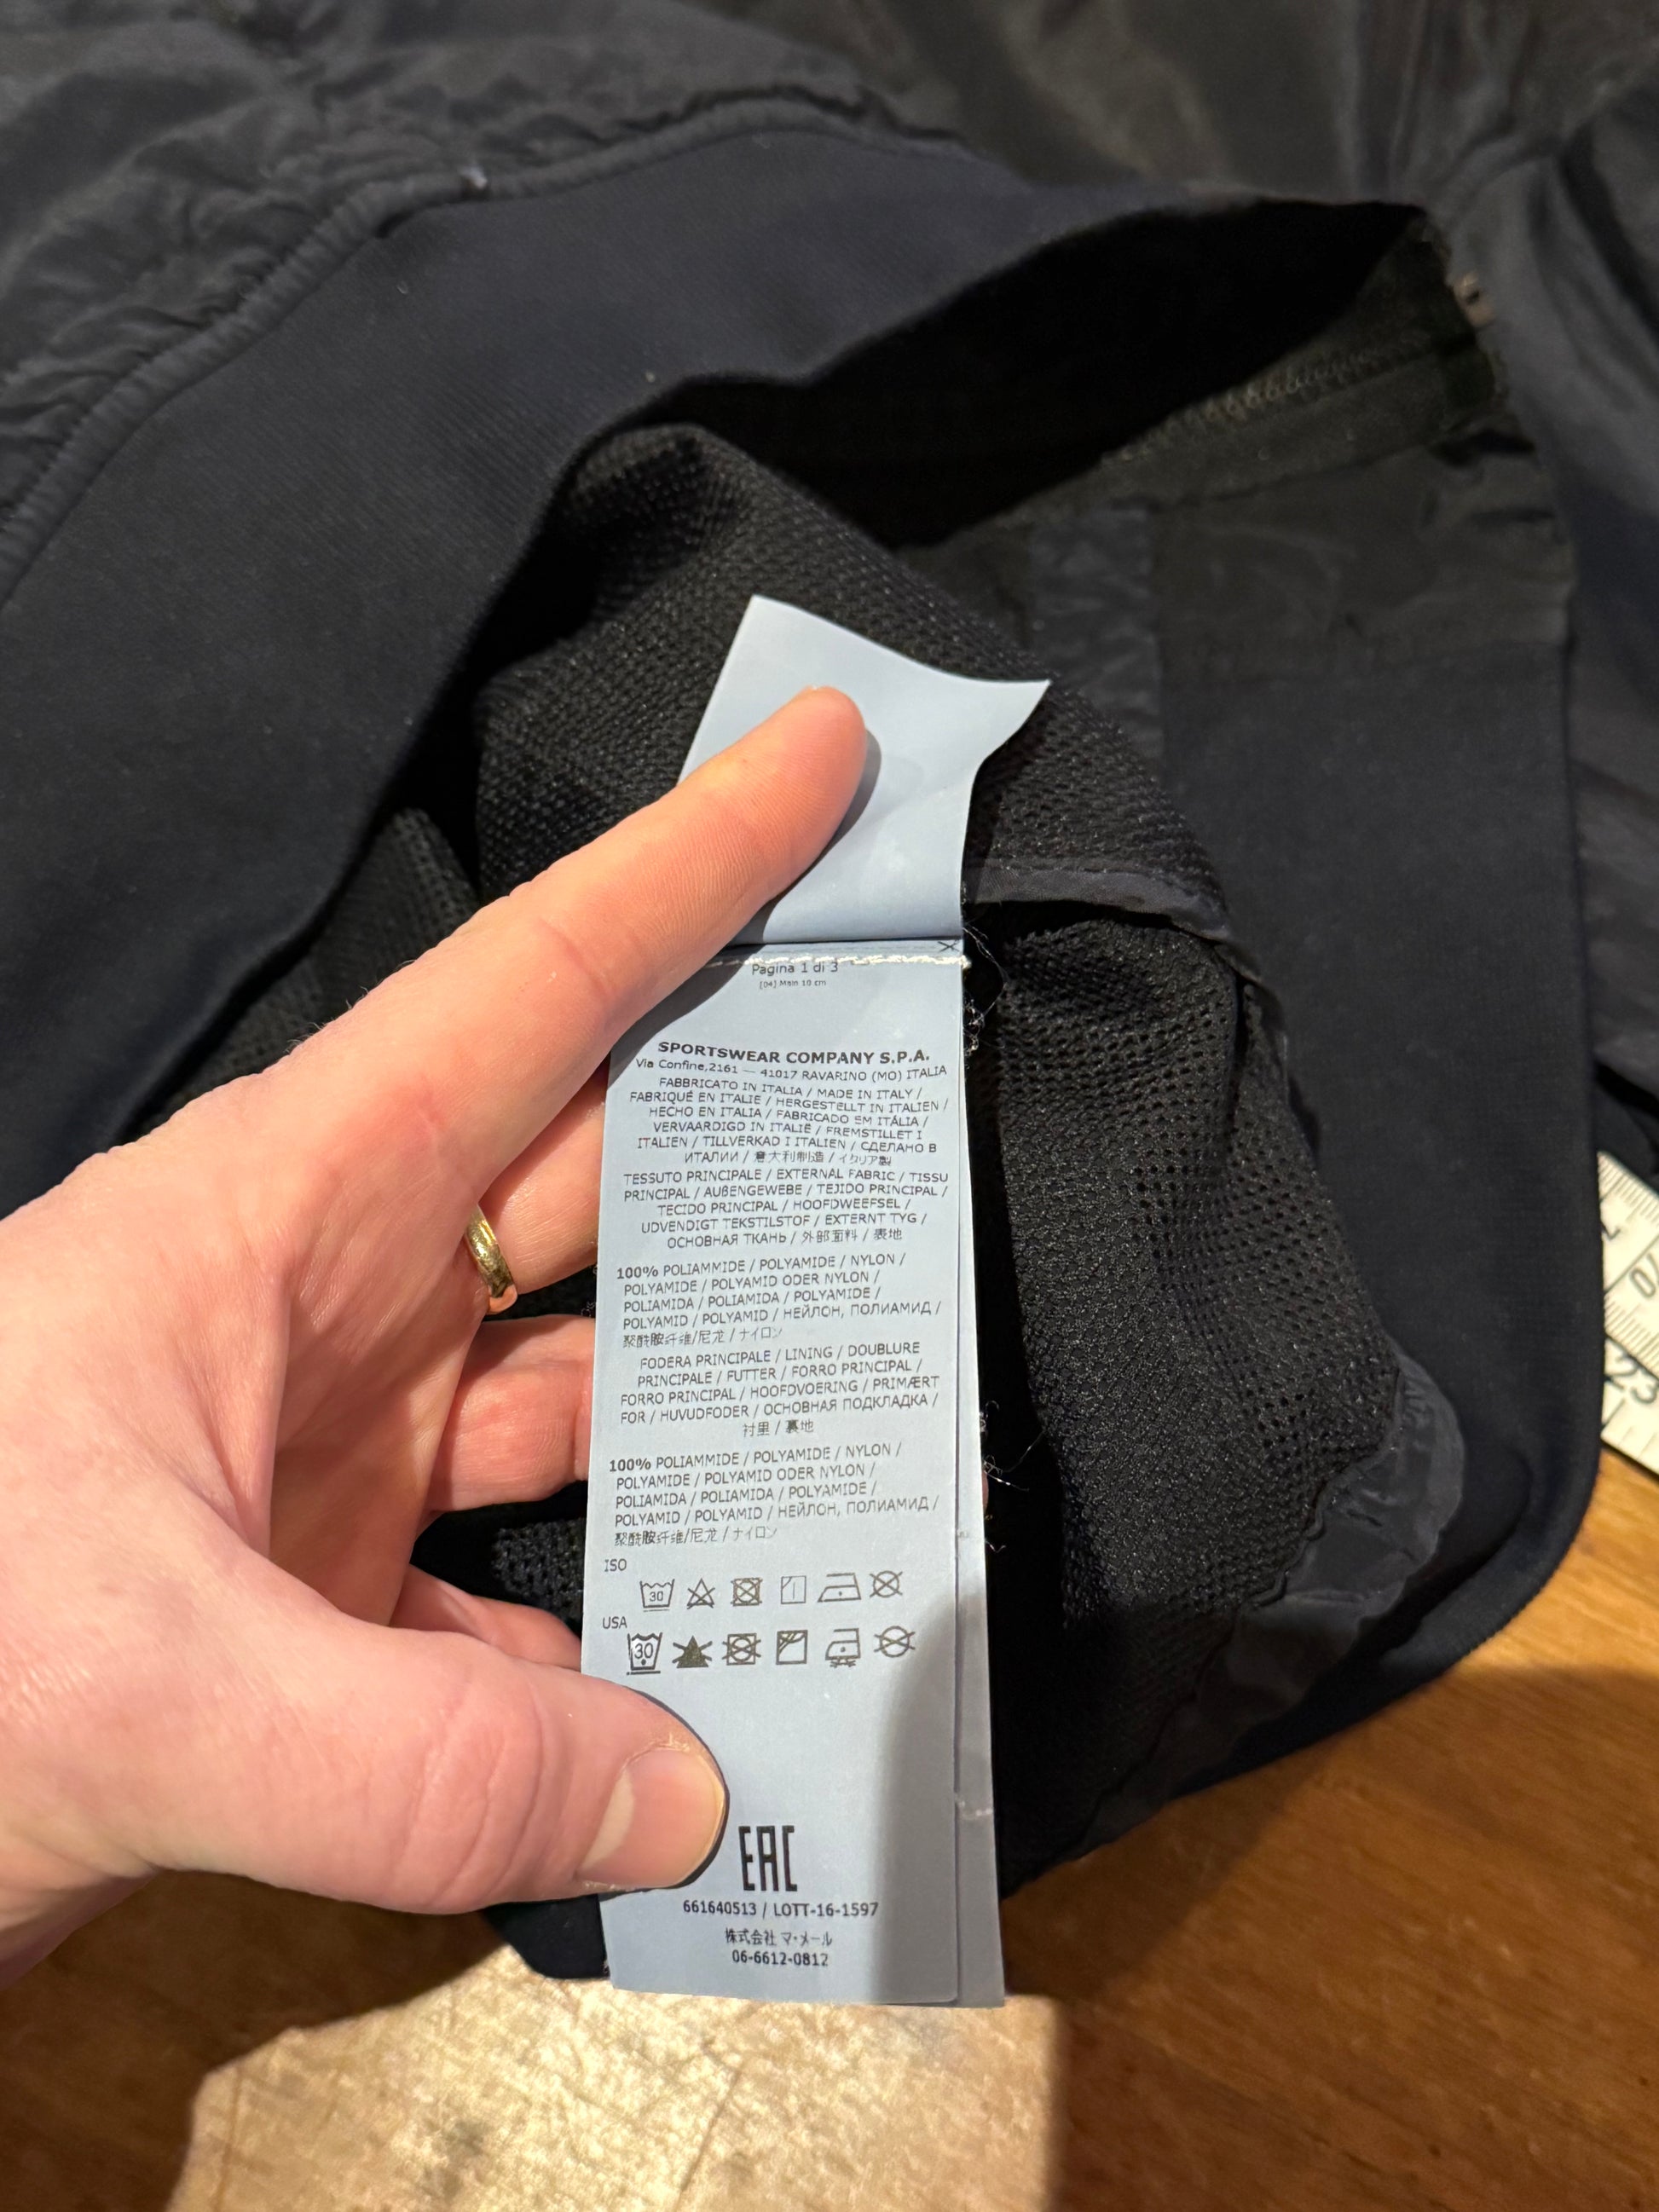 Pagina 1 di 3
[04] Main 10 cm
SPORTSWEAR COMPANY S.P.A.
Via Confine,2161 — 41017 RAVARINO (MO) ITALIA
FABBRICATO IN ITALIA / MADE IN ITALY /
FABRIQUÉ EN ITALIE / HERGESTELLT IN ITALIEN /
HECHO EN ITALIA / FABRICADO EM ITÁLIA /
VERVAARDIGD IN ITALIË / FREMSTILLET I
ITALIEN / TILLVERKAD I ITALIEN / СДЕЛАНО В
ИТАЛИИ / 意大利制造 / イタリア製
TESSUTO PRINCIPALE / EXTERNAL FABRIC / TISSU
PRINCIPAL / AUßENGEWEBE / TEJIDO PRINCIPAL /
TECIDO PRINCIPAL / HOOFDWEEFSEL /
UDVENDIGT TEKSTILSTOF / EXTERNT TYG /
ОСНОВНАЯ ТКАНЬ / 外部面料 / 表地
100% POLIAMMIDE / POLYAMIDE / NYLON /
POLYAMIDE / POLYAMID ODER NYLON /
POLIAMIDA / POLIAMIDA / POLYAMIDE /
POLYAMID / POLYAMID / НЕЙЛОН, ПОЛИАМИД /
聚酰胺纤维/尼龙 / ナイロン
FODERA PRINCIPALE / LINING / DOUBLURE
PRINCIPALE / FUTTER / FORRO PRINCIPAL /
FORRO PRINCIPAL / HOOFDVOERING / PRIMÆRT
FOR / HUVUDFODER / ОСНОВНАЯ ПОДКЛАДКА /
衬里 / 裏地
100% POLIAMMIDE / POLYAMIDE / NYLON /
POLYAMIDE / POLYAMID ODER NYLON /
POLIAMIDA / POLIAMIDA / POLYAMIDE /
POLYAMID / POLYAMID / НЕЙЛОН, ПОЛИАМИД /
聚酰胺纤维/尼龙 / ナイロン
ISO
30
USA
30
EAC
661640513 / LOTT-16-1597
株式会社 マ・メール
06-6612-0812
23